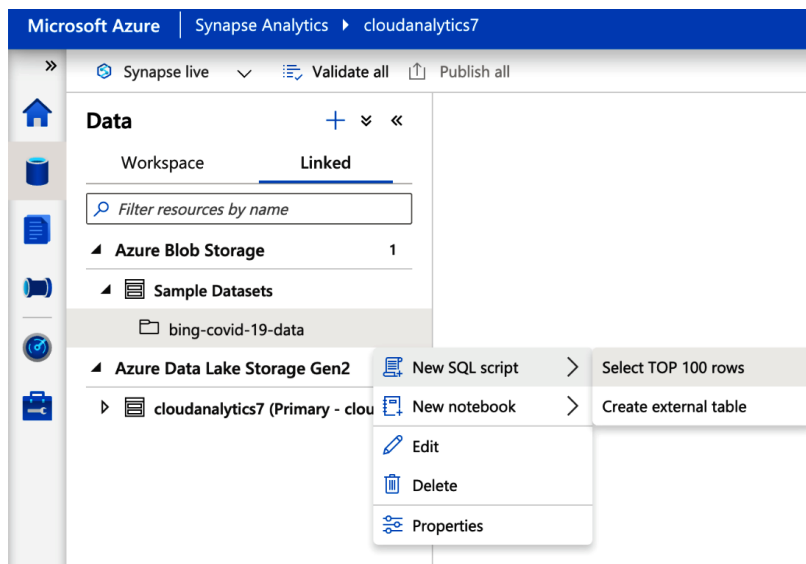 Microsoft Azure Synapse Analytics cloudanalytics7
Synapse live Validate all Publish all
Data
Workspace Linked
Filter resources by name
Azure Blob Storage 1
Sample Datasets
bing-covid-19-data
Azure Data Lake Storage Gen2
cloudanalytics7 (Primary - clou
New SQL script
Select TOP 100 rows
New notebook
Create external table
Edit
Delete
Properties